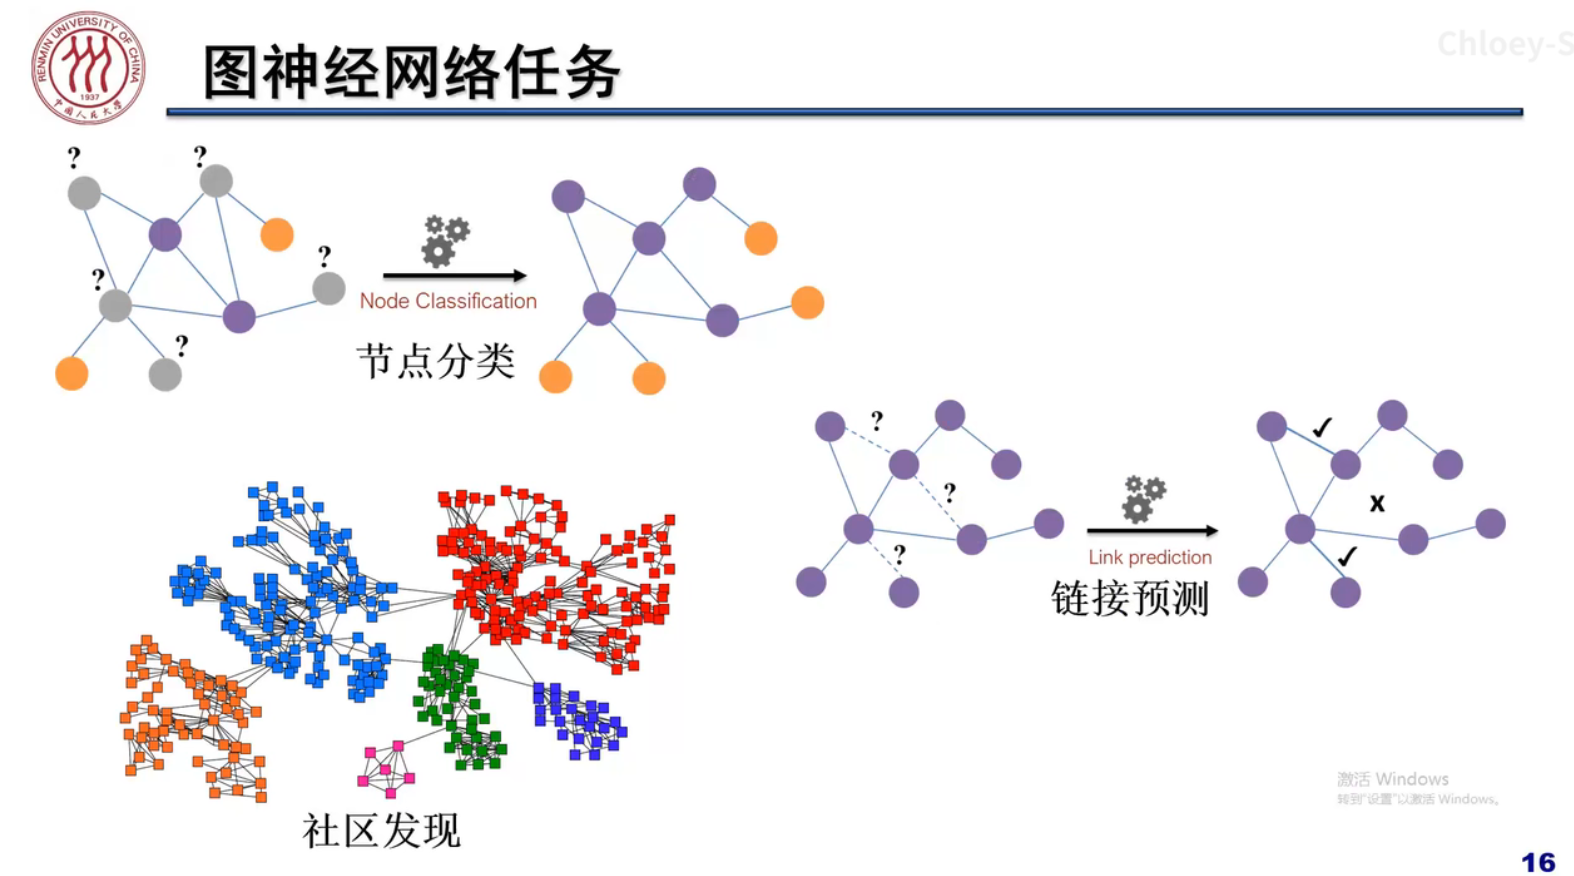 RENMIN UNIVERSITY OF CHINA
1937
中国人民大学
图神经网络任务
Chloey-S
?
?
?
?
?
Node Classification
节点分类
?
?
?
✓
x
✓
Link prediction
链接预测
社区发现
激活 Windows
转到“设置”以激活 Windows。
16